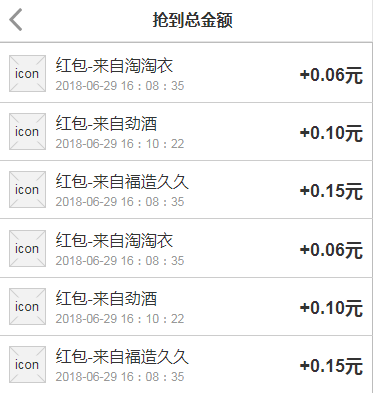 抢到总金额
icon
红包-来自淘淘衣
2018-06-29 16：08：35
+0.06元
icon
红包-来自劲酒
2018-06-29 16：10：22
+0.10元
icon
红包-来自福造久久
2018-06-29 16：08：35
+0.15元
icon
红包-来自淘淘衣
2018-06-29 16：08：35
+0.06元
icon
红包-来自劲酒
2018-06-29 16：10：22
+0.10元
icon
红包-来自福造久久
2018-06-29 16：08：35
+0.15元